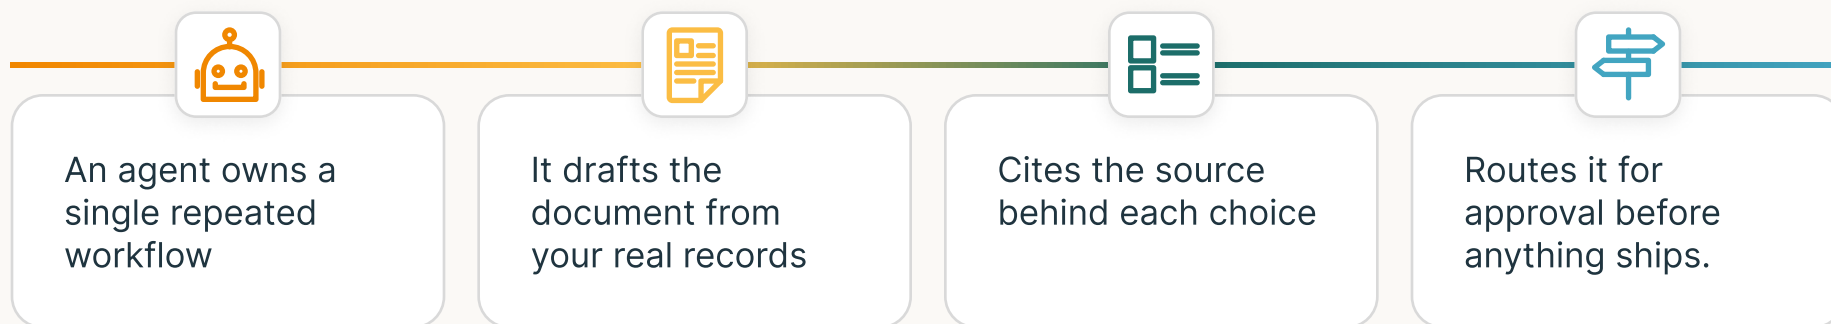 An agent owns a
single repeated
workflow
It drafts the
document from
your real records
Cites the source
behind each choice
Routes it for
approval before
anything ships.